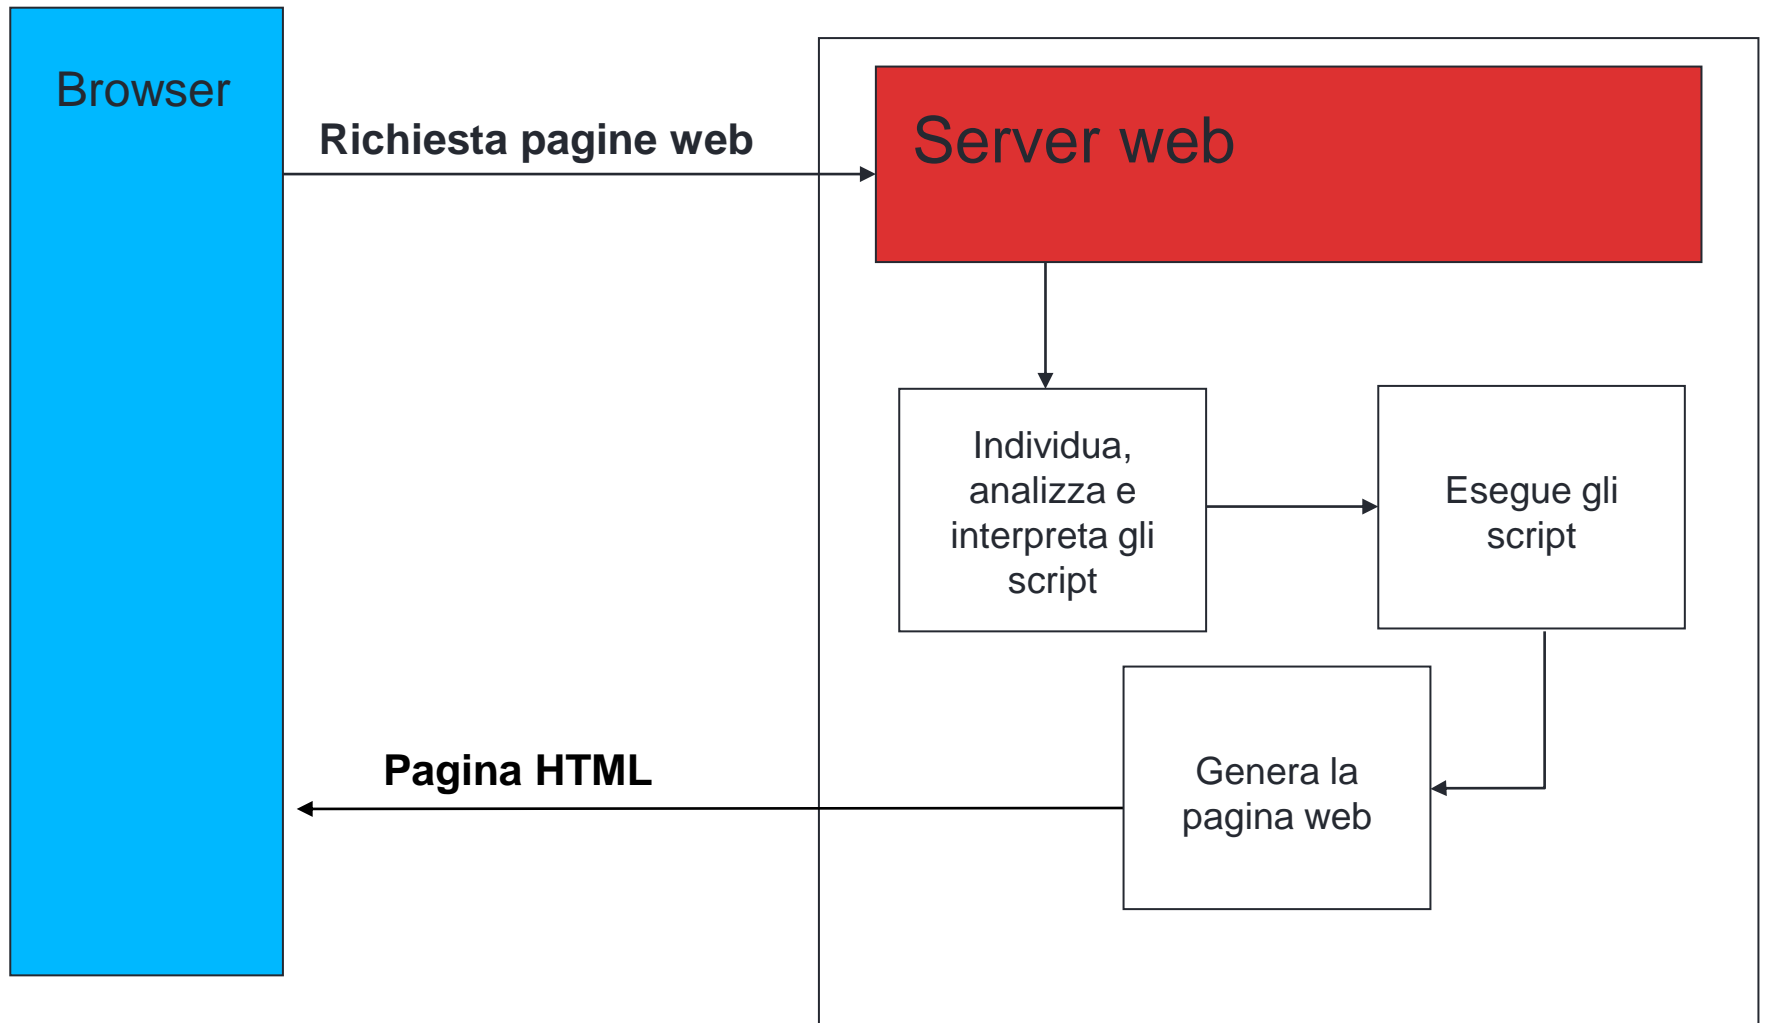 Browser
Richiesta pagine web
Server web
Individua,
analizza e
interpreta gli
script
Esegue gli
script
Genera la
pagina web
Pagina HTML